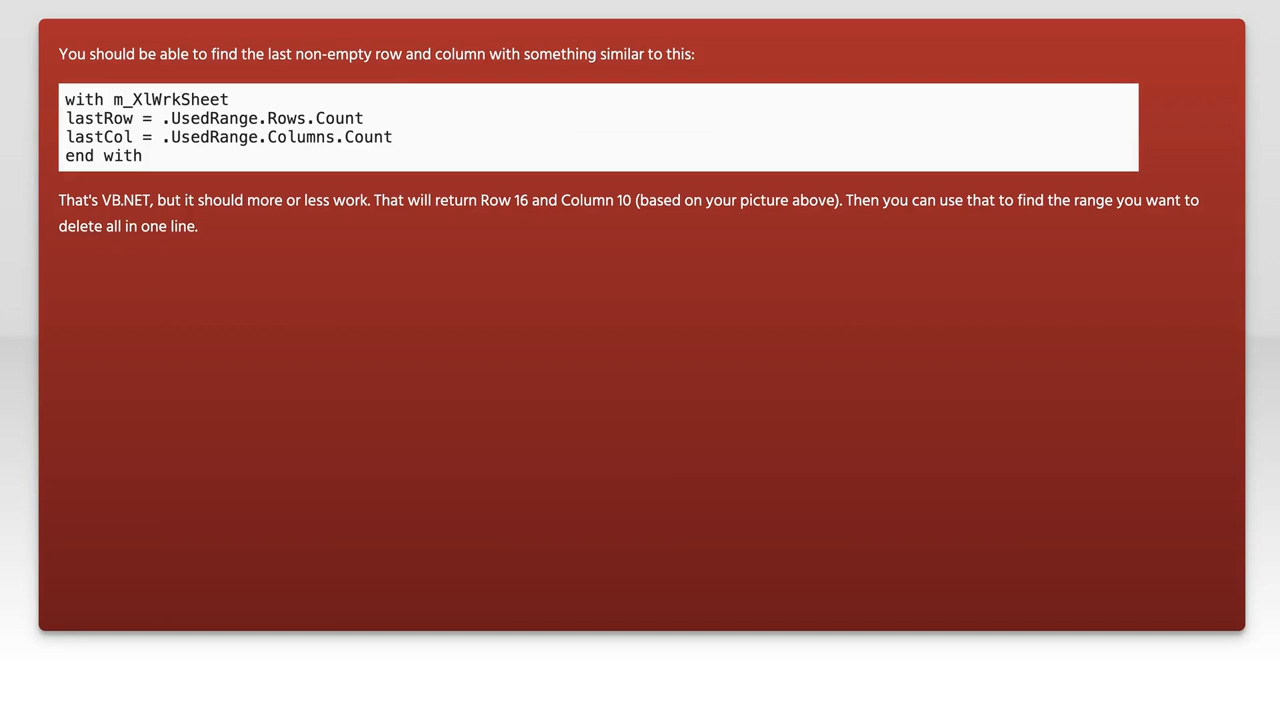 You should be able to find the last non-empty row and column with something similar to this:
with m_XlWrkSheet
lastRow = .UsedRange.Rows.Count
lastCol = .UsedRange.Columns.Count
end with
That's VB.NET, but it should more or less work. That will return Row 16 and Column 10 (based on your picture above). Then you can use that to find the range you want to
delete all in one line.